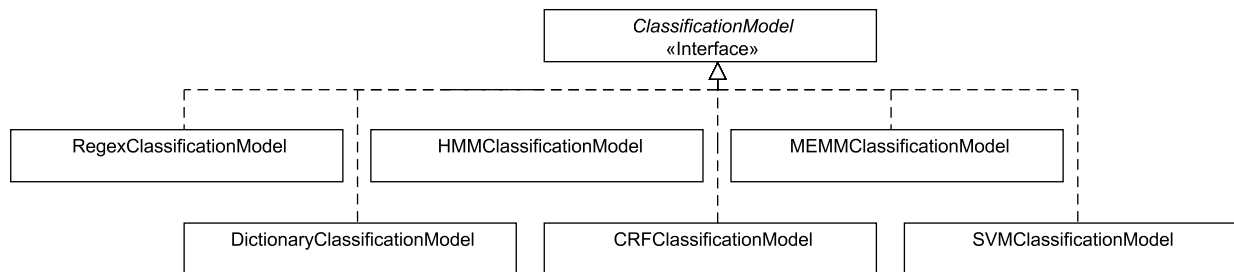 ClassificationModel
«Interface»
RegexClassificationModel
HMMClassificationModel
MEMMClassificationModel
DictionaryClassificationModel
CRFClassificationModel
SVMClassificationModel